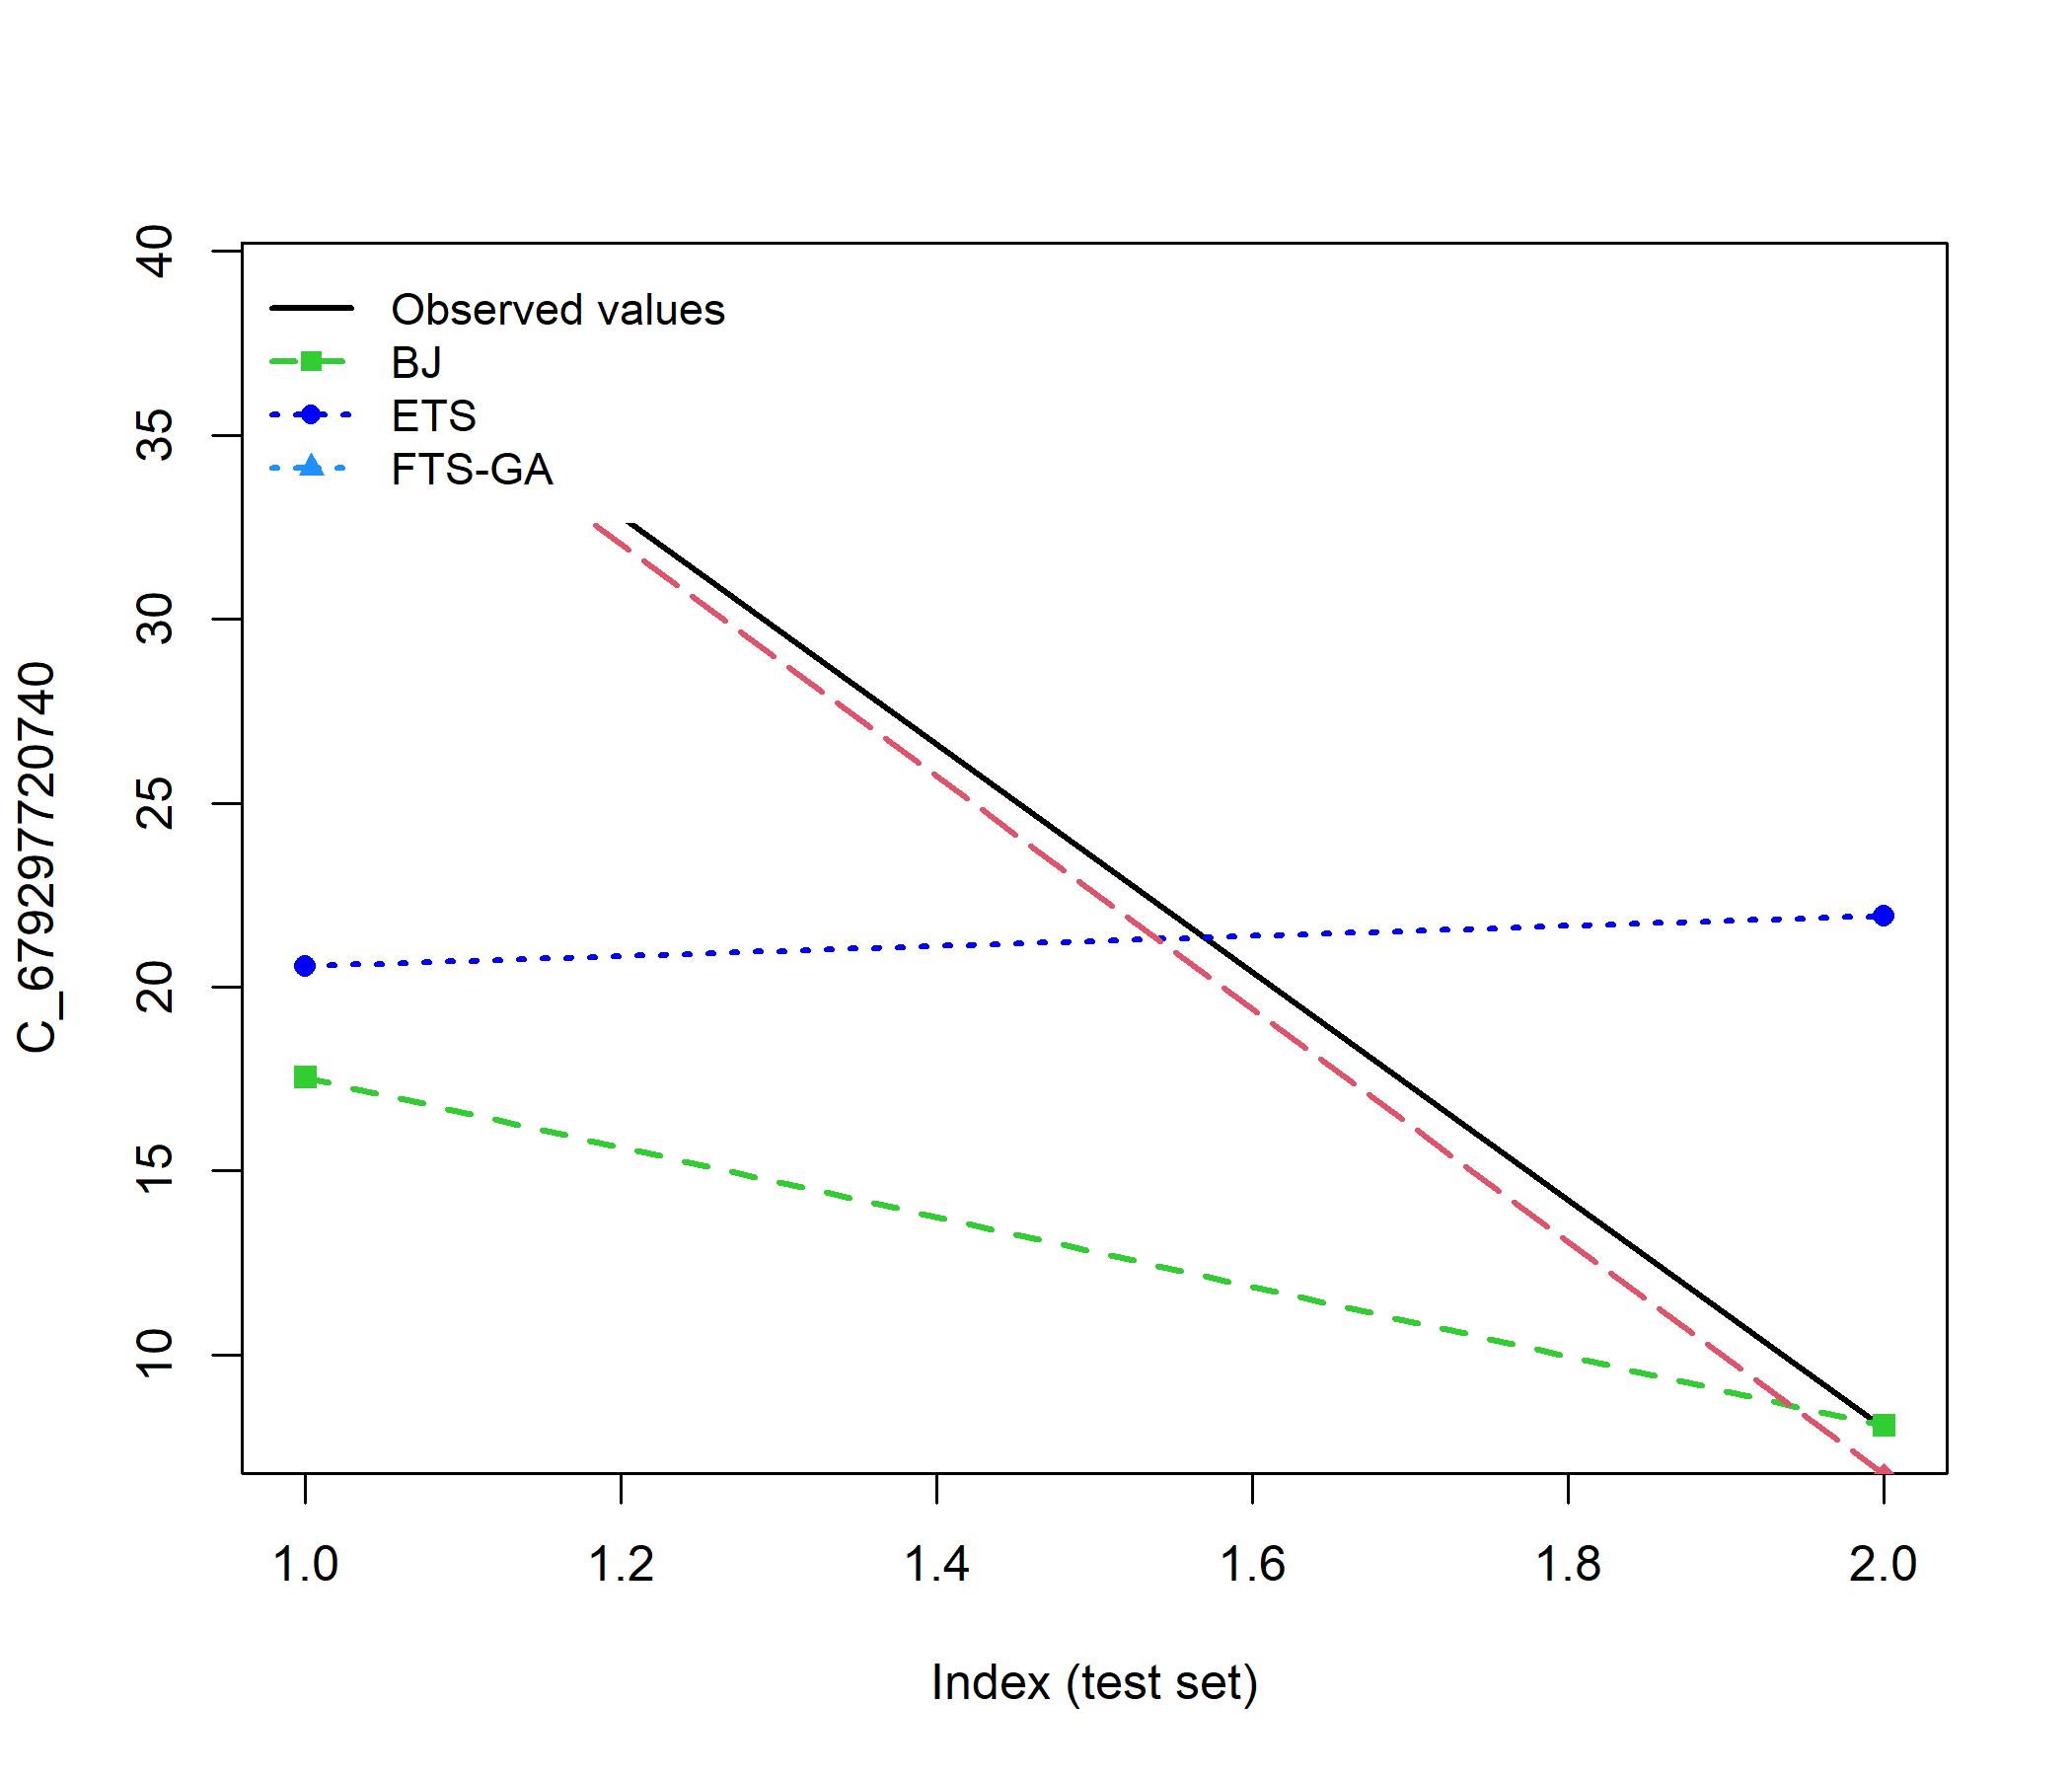 Observed values
BJ
ETS
FTS-GA
40
35
30
25
20
15
10
C_679297720740
1.0 1.2 1.4 1.6 1.8 2.0
Index (test set)